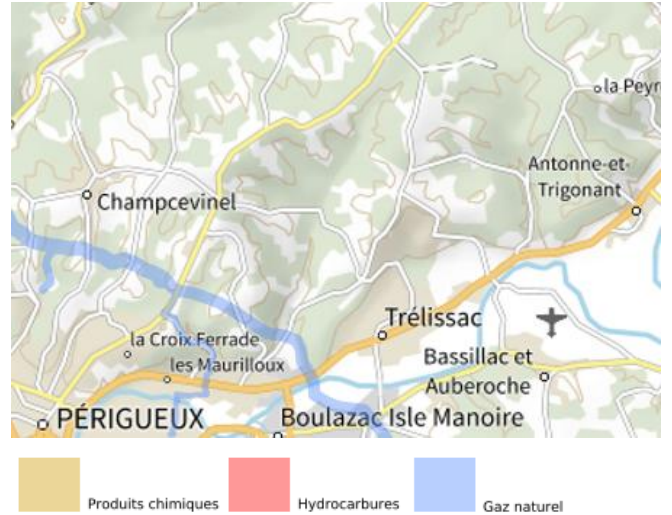 la Peyr
Antonne-et-
Trigonant
Champcevinel
Trélissac
la Croix Ferrade
les Maurilloux
Bassillac et
Auberoche
PÉRIGUEUX
Boulazac Isle Manoire
Produits chimiques
Hydrocarbures
Gaz naturel